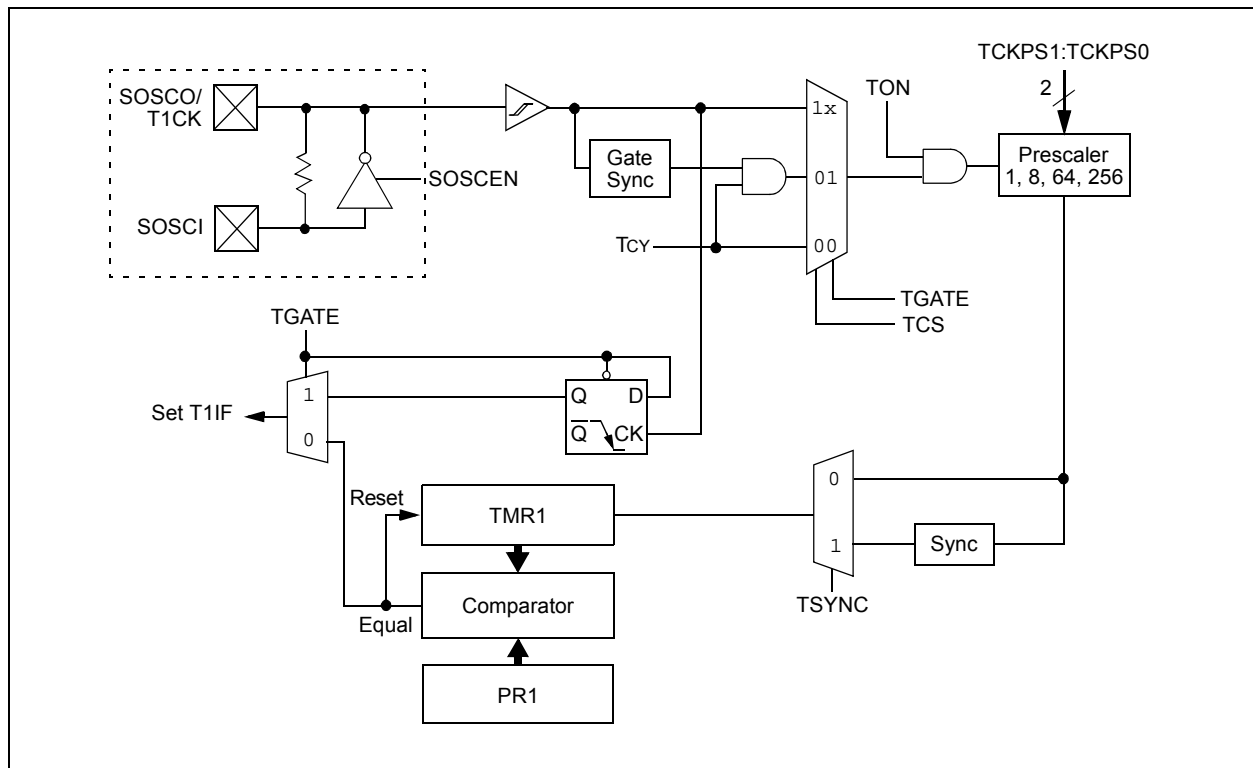 TCKPS1:TCKPS0
2
SOSCO/
T1CK
TON
1x
Gate
Sync
Prescaler
1, 8, 64, 256
SOSCEN
01
SOSCI
TCY
00
TGATE
TCS
TGATE
1
Q
D
Set T1IF
0
Q
CK
Reset
TMR1
0
1
Sync
Comparator
TSYNC
Equal
PR1